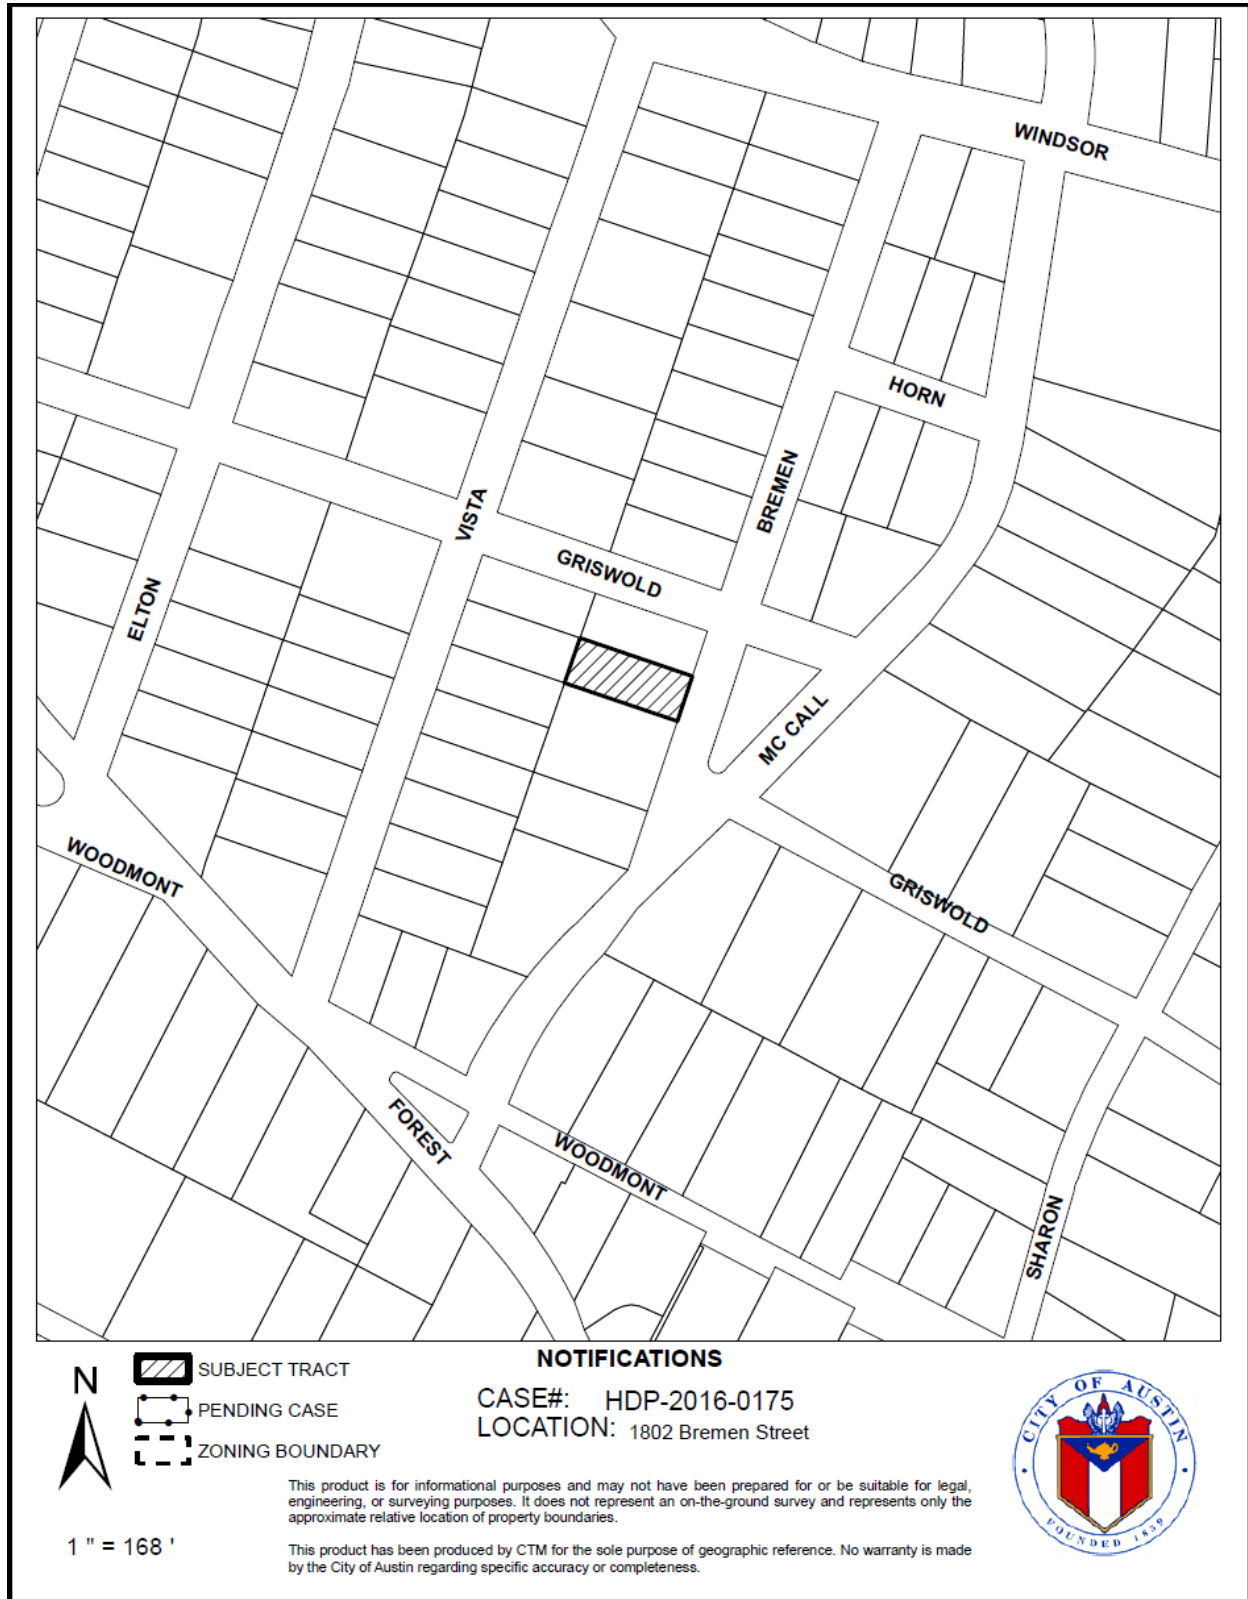 WINDSOR
HORN
BREMEN
VISTA
GRISWOLD
ELTON
MC CALL
WOODMONT
GRISWOLD
FOREST
WOODMONT
SHARON
N
1 " = 168 '
SUBJECT TRACT
PENDING CASE
ZONING BOUNDARY
NOTIFICATIONS
CASE#: HDP-2016-0175
LOCATION: 1802 Bremen Street
This product is for informational purposes and may not have been prepared for or be suitable for legal,
engineering, or surveying purposes. It does not represent an on-the-ground survey and represents only the
approximate relative location of property boundaries.
This product has been produced by CTM for the sole purpose of geographic reference. No warranty is made
by the City of Austin regarding specific accuracy or completeness.
CITY OF AUSTIN
FOUNDED 1839